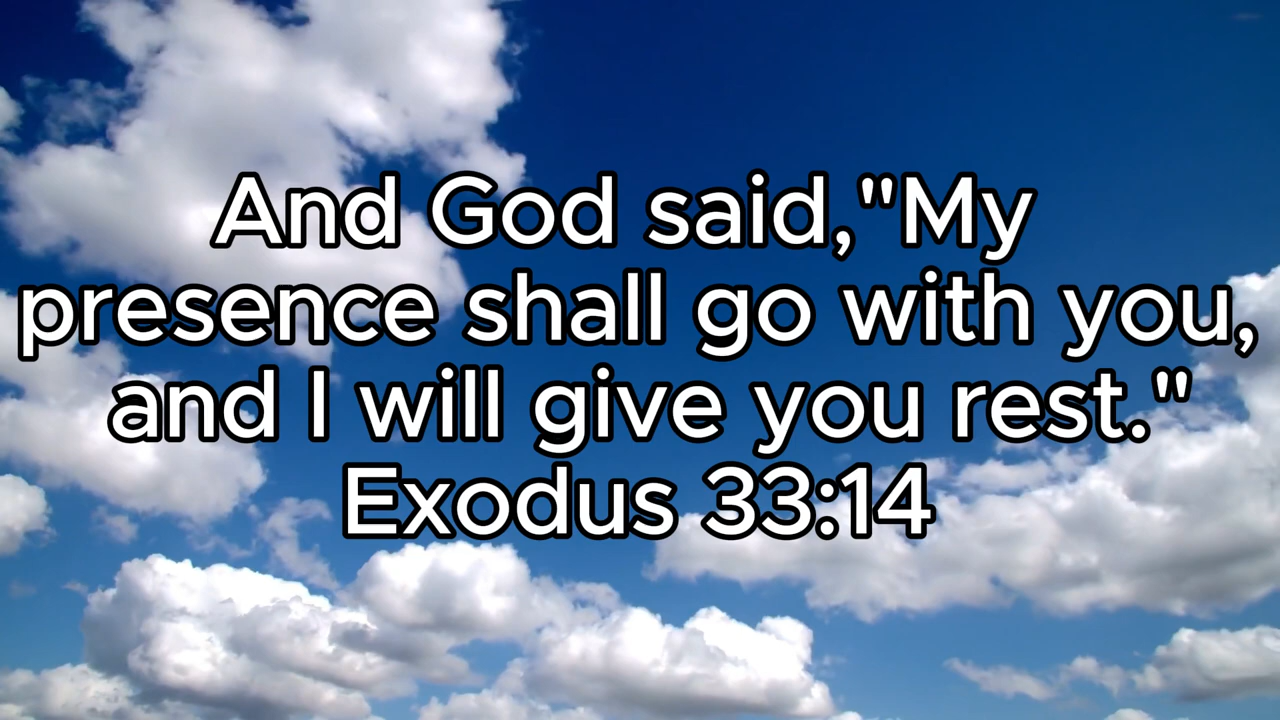 And God said,"My
presence shall go with you,
and I will give you rest."
Exodus 33:14